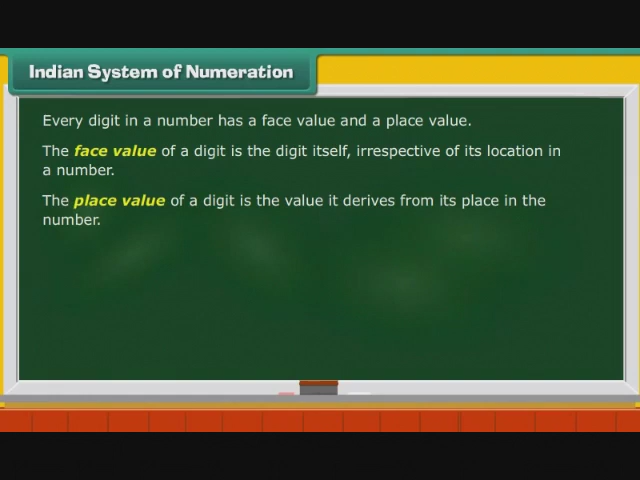 Indian System of Numeration
Every digit in a number has a face value and a place value.
The face value of a digit is the digit itself, irrespective of its location in
a number.
The place value of a digit is the value it derives from its place in the
number.